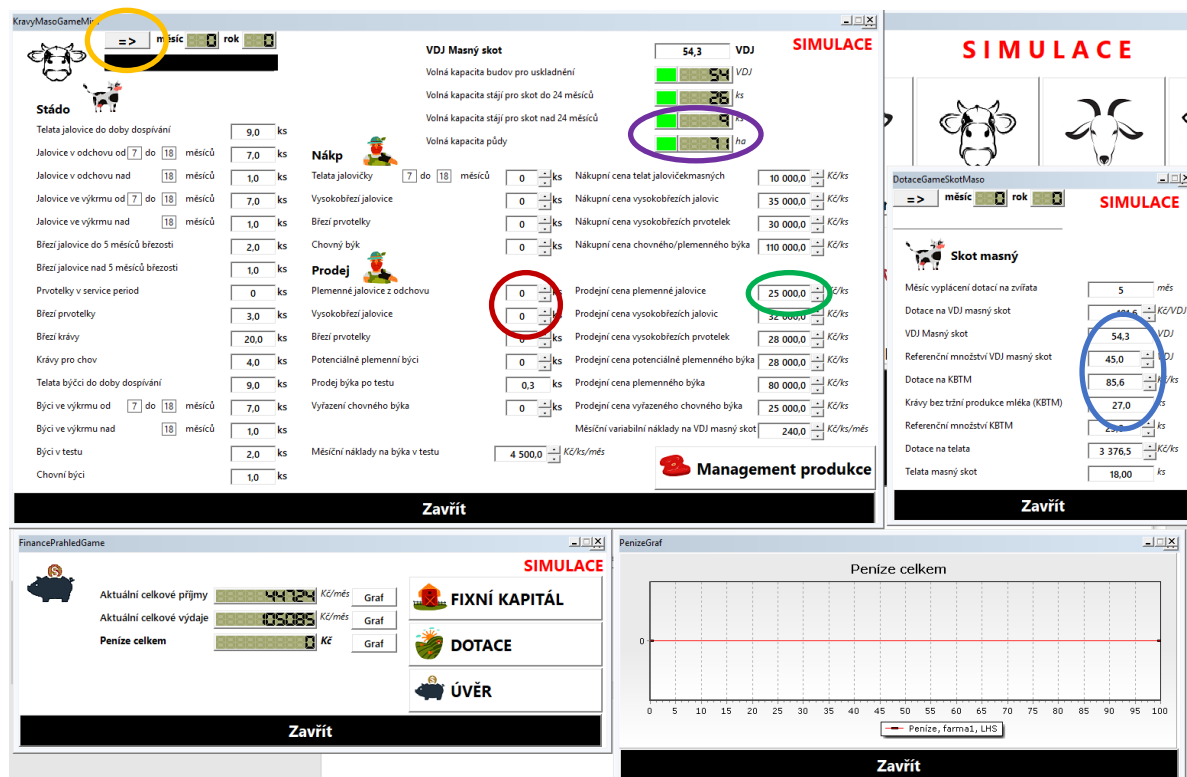 KravyMasoGameMini
=> měsíc 0 rok 0
SIMULACE
VDJ Masný skot 54,3 VDJ
Volná kapacita budov pro uskladnění 54 VDJ
Volná kapacita stájí pro skot do 24 měsíců 26 ks
Volná kapacita stájí pro skot nad 24 měsíců 9 ks
Volná kapacita půdy 71 ha
Stádo
Telata jalovice do doby dospívání 9,0 ks
Jalovice v odchovu od 7 do 18 měsíců 7,0 ks
Jalovice v odchovu nad 18 měsíců 1,0 ks
Jalovice ve výkrmu od 7 do 18 měsíců 7,0 ks
Jalovice ve výkrmu nad 18 měsíců 1,0 ks
Březí jalovice do 5 měsíců březosti 2,0 ks
Březí jalovice nad 5 měsíců březosti 1,0 ks
Prvotelky v service period 0 ks
Březí prvotelky 3,0 ks
Březí krávy 20,0 ks
Krávy pro chov 4,0 ks
Telata býčci do doby dospívání 9,0 ks
Býci ve výkrmu od 7 do 18 měsíců 7,0 ks
Býci ve výkrmu nad 18 měsíců 1,0 ks
Býci v testu 2,0 ks
Chovní býci 1,0 ks
Nákp
Telata jalovičky 7 do 18 měsíců 0 ks Nákupní cena telat jalovičekmasných 10 000,0 Kč/ks
Vysokobřezí jalovice 0 ks Nákupní cena vysokobřezích jalovic 35 000,0 Kč/ks
Březí prvotelky 0 ks Nákupní cena vysokobřezích prvotelek 30 000,0 Kč/ks
Chovný býk 0 ks Nákupní cena chovného/plemenného býka 110 000,0 Kč/ks
Prodej
Plemenné jalovice z odchovu 0 ks Prodejní cena plemenné jalovice 25 000,0 Kč/ks
Vysokobřezí jalovice 0 ks Prodejní cena vysokobřezích jalovic 32 000,0 Kč/ks
Březí prvotelky 0 ks Prodejní cena vysokobřezích prvotelek 28 000,0 Kč/ks
Potenciálně plemenní býci 0 ks Prodejní cena potenciálně plemenného býka 28 000,0 Kč/ks
Prodej býka po testu 0,3 ks Prodejní cena plemenného býka 80 000,0 Kč/ks
Vyřazení chovného býka 0 ks Prodejní cena vyřazeného chovného býka 25 000,0 Kč/ks
Měsíční variabilní náklady na VDJ masný skot 240,0 Kč/ks/měs
Měsíční náklady na býka v testu 4 500,0 Kč/ks/měs
Management produkce
Zavřít
SIMULACE
DotaceGameSkotMaso
=> měsíc 0 rok 0
SIMULACE
Skot masný
Měsíc vyplácení dotací na zvířata 5 měs
Dotace na VDJ masný skot Kč/VDJ
VDJ Masný skot 54,3 VDJ
Referenční množství VDJ masný skot 45,0 VDJ
Dotace na KBTM 85,6 Kč/ks
Krávy bez tržní produkce mléka (KBTM) 27,0 ks
Referenční množství KBTM ks
Dotace na telata 3 376,5 Kč/ks
Telata masný skot 18,00 ks
Zavřít
FinancePrahledGame
SIMULACE
Aktuální celkové příjmy 44724 Kč/měs Graf
Aktuální celkové výdaje 105085 Kč/měs Graf
Peníze celkem 0 Kč Graf
FIXNÍ KAPITÁL
DOTACE
ÚVĚR
Zavřít
PenizeGraf
Peníze celkem
0
0 5 10 15 20 25 30 35 40 45 50 55 60 65 70 75 80 85 90 95 100
Peníze, farma1, LHS
Zavřít